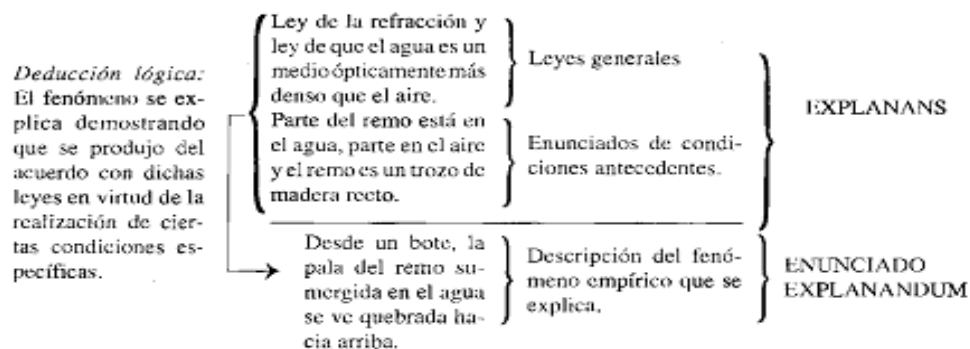 Deducción lógica:
El fenómeno se ex-
plica demostrando
que se produjo del
acuerdo con dichas
leyes en virtud de la
realización de cier-
tas condiciones es-
pecíficas.
Ley de la refracción y
ley de que el agua es un
medio ópticamente más
denso que el aire.
Parte del remo está en
el agua, parte en el aire
y el remo es un trozo de
madera recto.
Leyes generales
Enunciados de condi-
ciones antecedentes.
EXPLANANS
Desde un bote, la
pala del remo su-
mergida en el agua
se ve quebrada ha-
cia arriba.
Descripción del fenó-
meno empírico que se
explica.
ENUNCIADO
EXPLANANDUM